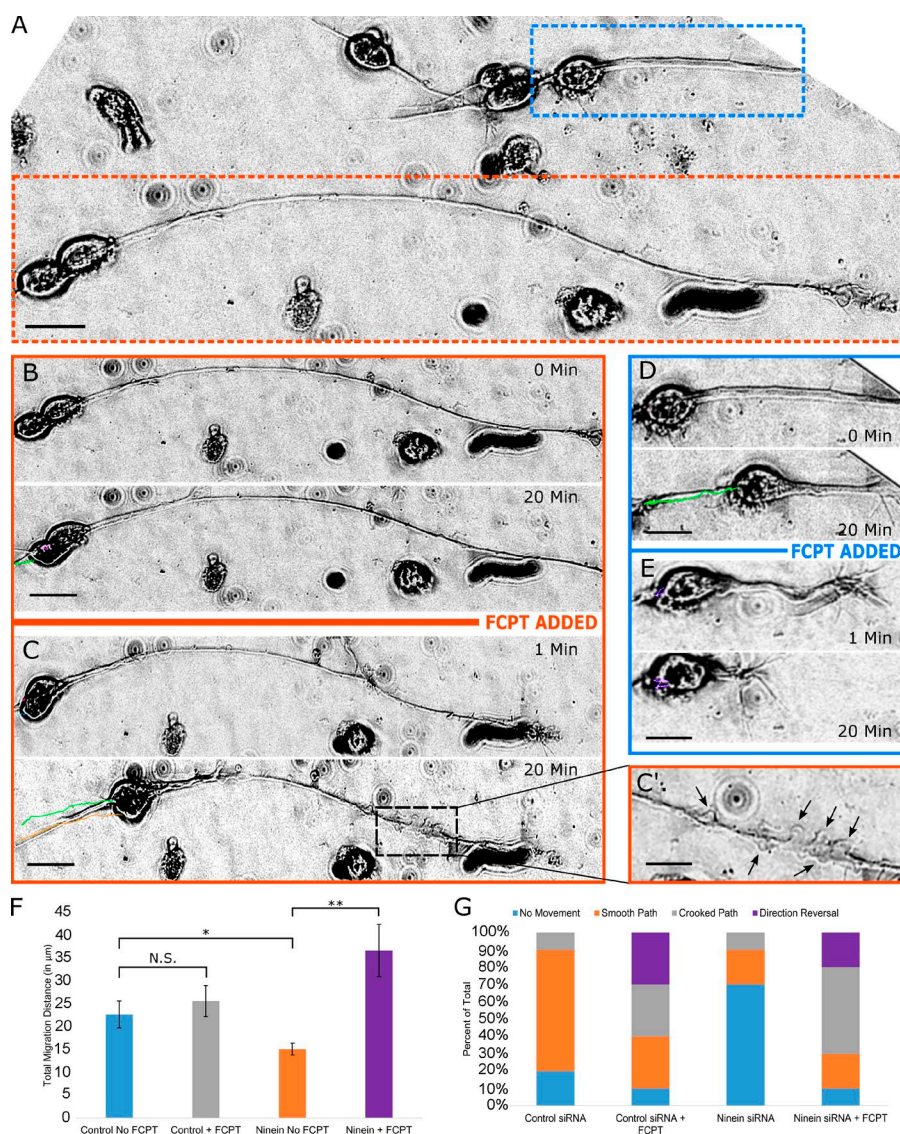 A
B
0 Min
20 Min
FCPT ADDED
C
1 Min
20 Min
D
0 Min
20 Min
FCPT ADDED
E
1 Min
20 Min
C'
F
Total Migration Distance (In μm)
45
40
35
30
25
20
15
10
5
0
N.S.
*
**
Control No FCPT
Control + FCPT
Ninein No FCPT
Ninein + FCPT
G
No Movement
Smooth Path
Crooked Path
Direction Reversal
Percent of Total
100%
90%
80%
70%
60%
50%
40%
30%
20%
10%
0%
Control siRNA
Control siRNA +
FCPT
Ninein siRNA
Ninein siRNA + FCPT